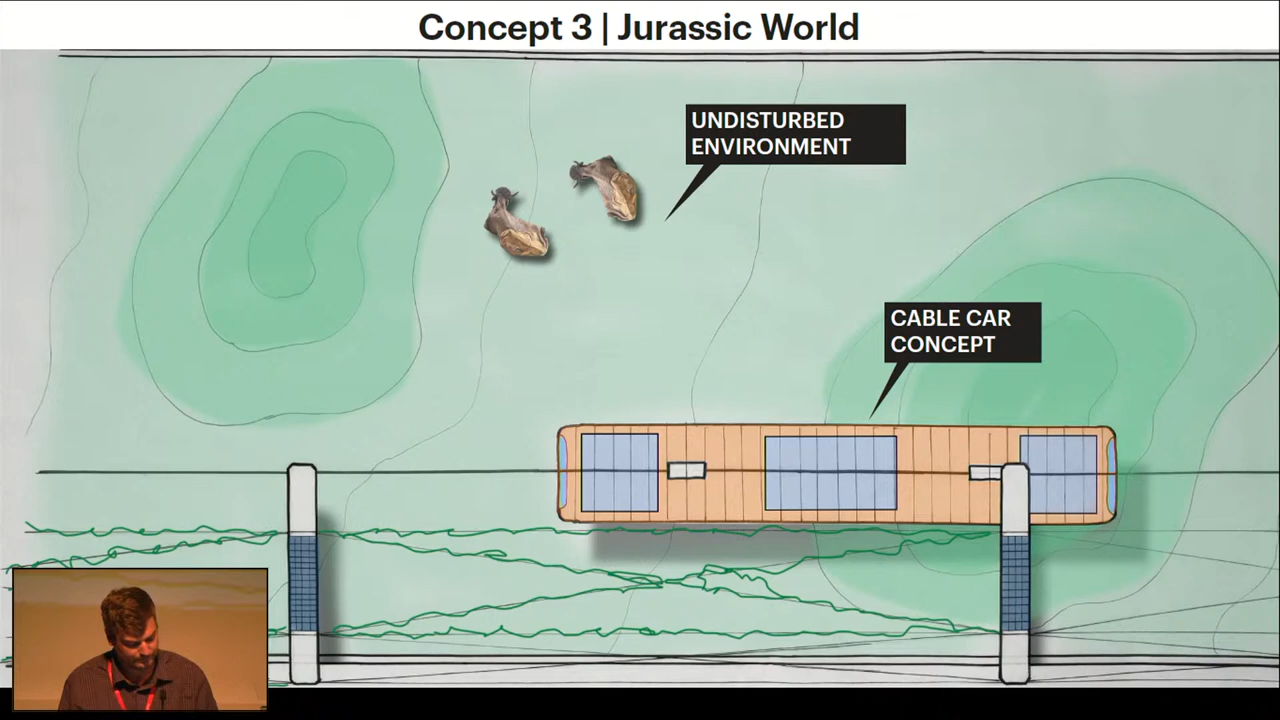 Concept 3 | Jurassic World
UNDISTURBED
ENVIRONMENT
CABLE CAR
CONCEPT